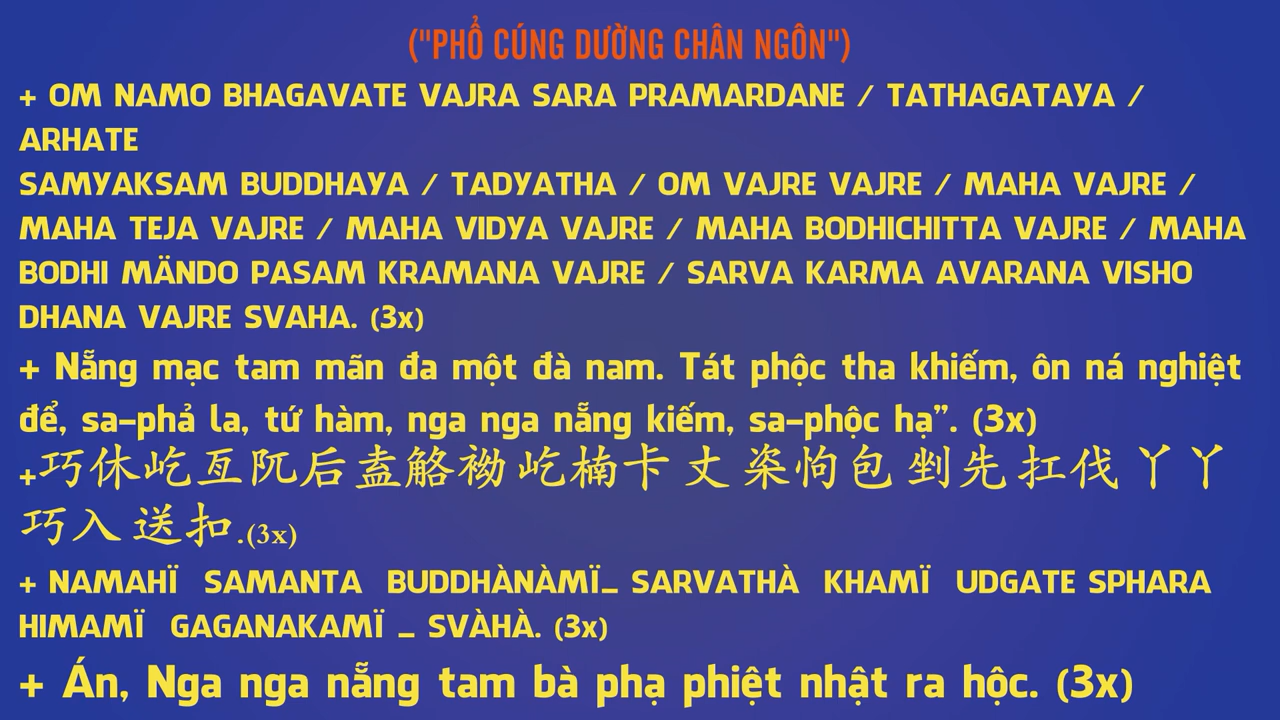 ("PHỔ CÚNG DƯỜNG CHÂN NGÔN")
+ OM NAMO BHAGAVATE VAJRA SARA PRAMARDANE / TATHAGATAYA /
ARHATE
SAMYAKSAM BUDDHAYA / TADYATHA / OM VAJRE VAJRE / MAHA VAJRE /
MAHA TEJA VAJRE / MAHA VIDYA VAJRE / MAHA BODHICHITTA VAJRE / MAHA
BODHI MÄNDO PASAM KRAMANA VAJRE / SARVA KARMA AVARANA VISHO
DHANA VAJRE SVAHA. (3x)
+ Nẵng mạc tam mãn đa một đà nam. Tát phộc tha khiếm, ôn ná nghiệt
để, sa-phả la, tứ hàm, nga nga nẵng kiếm, sa-phộc hạ”. (3x)
+巧休屹亙阢后盍觡袎屹楠卡丈 楶恂包 剉先 扛伐 丫丫
巧入 送扣.(3x)
+ NAMAHÏ SAMANTA BUDDHÀNÀMÏ_ SARVATHÀ KHAMÏ UDGATE SPHARA
HIMAMÏ GAGANAKAMÏ _ SVÀHÀ. (3x)
+ Án, Nga nga nẵng tam bà phạ phiệt nhật ra hộc. (3x)